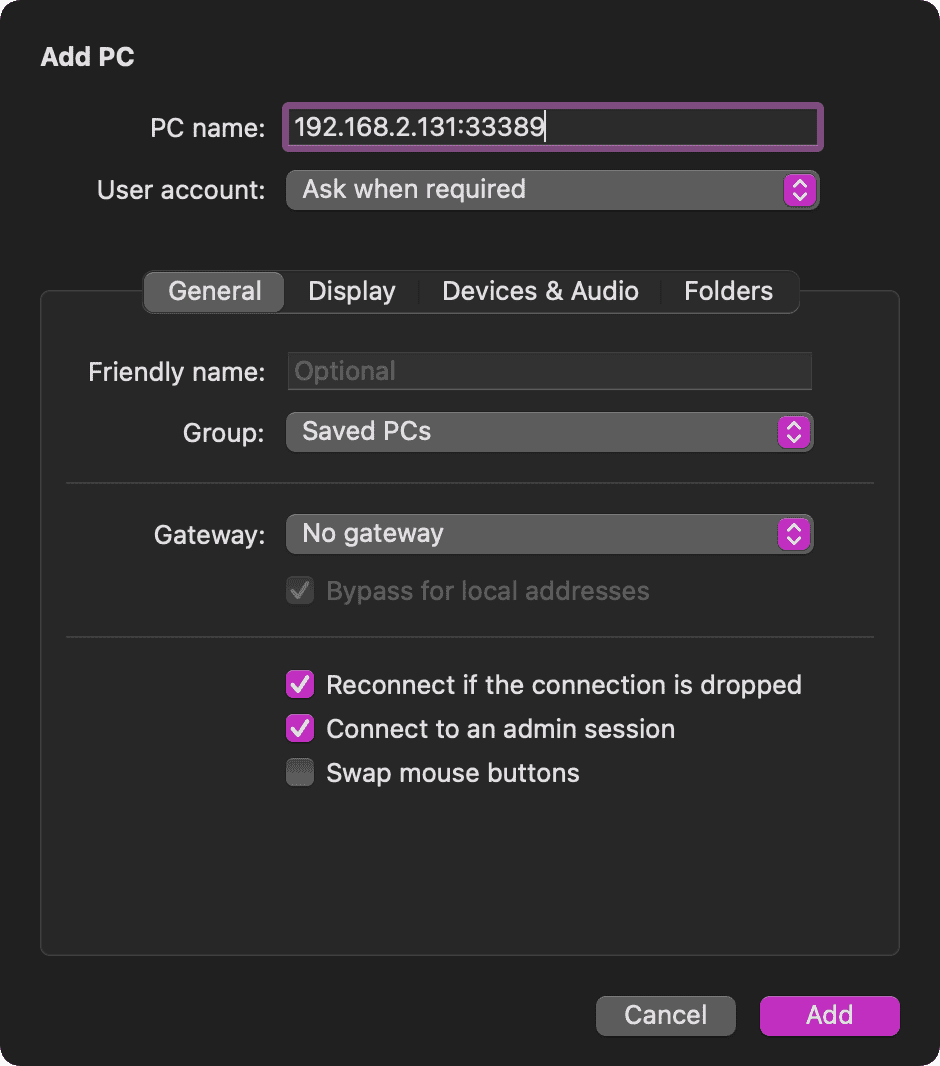 Add PC
PC name: 192.168.2.131:33389
User account: Ask when required
General Display Devices & Audio Folders
Friendly name: Optional
Group: Saved PCs
Gateway: No gateway
Bypass for local addresses
Reconnect if the connection is dropped
Connect to an admin session
Swap mouse buttons
Cancel Add